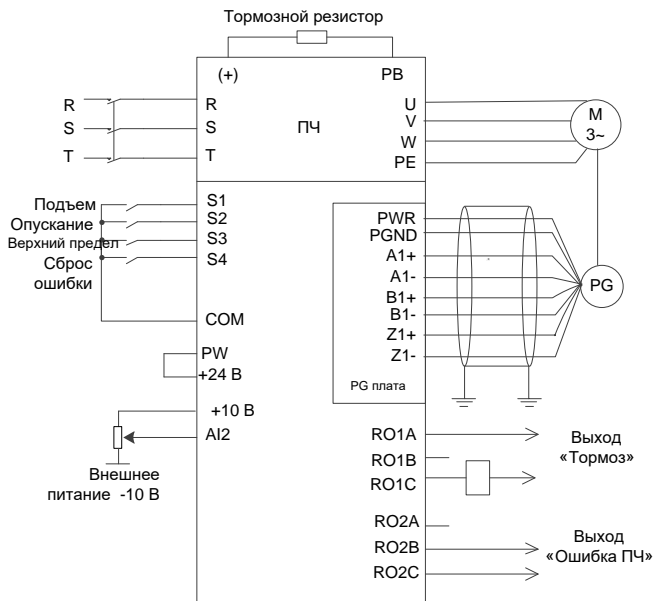 Тормозной резистор
(+) PB
R R U
S S ПЧ V
T T W
PE
M
3~
Подъем S1
Опускание S2
Верхний предел S3
Сброс S4
ошибки
COM
PW
+24 В
+10 В
AI2
Внешнее
питание -10 В
PWR
PGND
A1+
A1-
B1+
B1-
Z1+
Z1-
PG плата
PG
RO1A
RO1B
RO1C
Выход
«Тормоз»
RO2A
RO2B
RO2C
Выход
«Ошибка ПЧ»